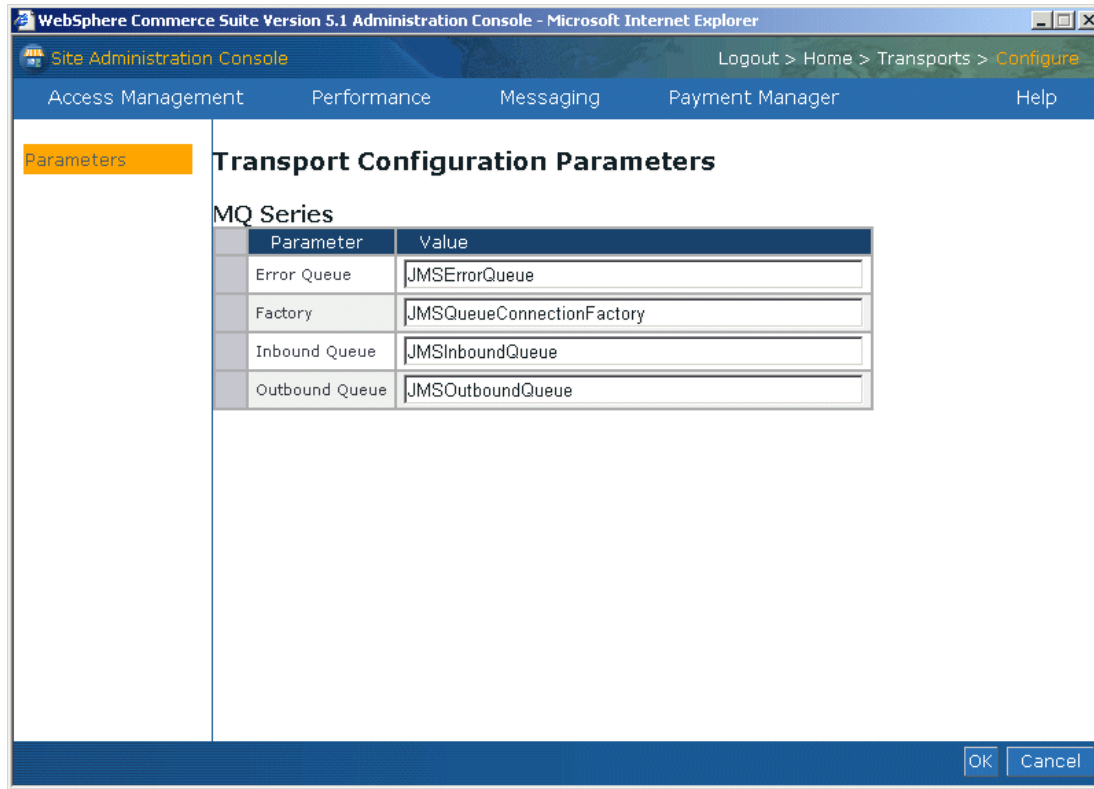 WebSphere Commerce Suite Version 5.1 Administration Console - Microsoft Internet Explorer
Site Administration Console
Logout > Home > Transports > Configure
Access Management Performance Messaging Payment Manager Help
Parameters
Transport Configuration Parameters
MQ Series
Parameter Value
Error Queue JMSErrorQueue
Factory JMSQueueConnectionFactory
Inbound Queue JMSInboundQueue
Outbound Queue JMSOutboundQueue
OK Cancel